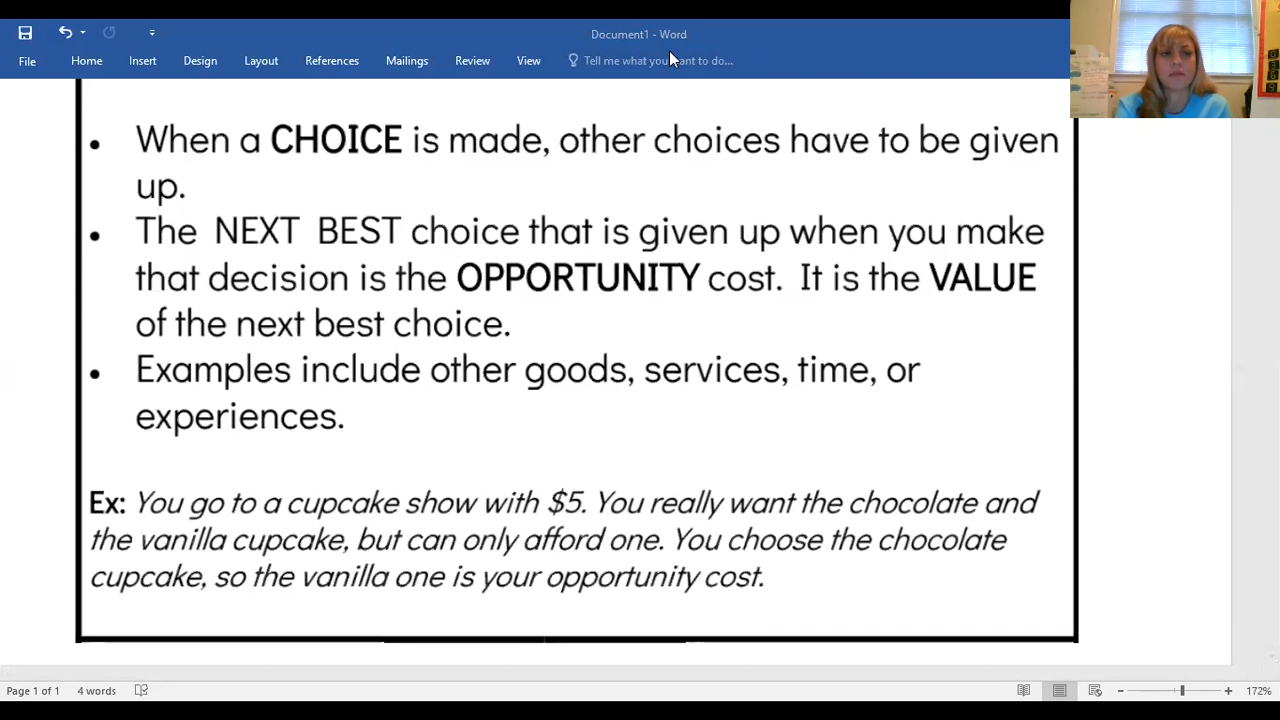 Document1 - Word
File Home Insert Design Layout References Mailings Review View Tell me what you want to do...
• When a CHOICE is made, other choices have to be given
up.
• The NEXT BEST choice that is given up when you make
that decision is the OPPORTUNITY cost. It is the VALUE
of the next best choice.
• Examples include other goods, services, time, or
experiences.
Ex: You go to a cupcake show with $5. You really want the chocolate and
the vanilla cupcake, but can only afford one. You choose the chocolate
cupcake, so the vanilla one is your opportunity cost.
Page 1 of 1 4 words 172%